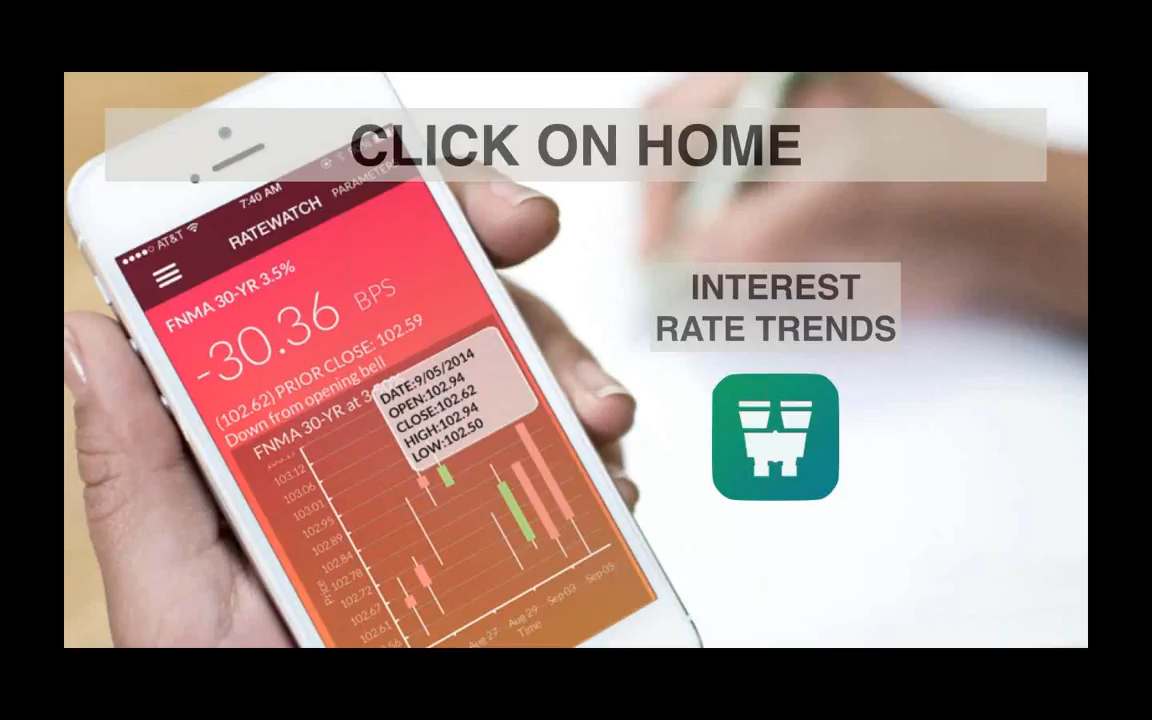 CLICK ON HOME
AT&T
7:40 AM
RATEWATCH
PARAMETERS
FNMA 30-YR 3.5%
-30.36 BPS
(102.62) PRIOR CLOSE: 102.59
Down from opening bell
INTEREST
RATE TRENDS
DATE:9/05/2014
OPEN:102.94
CLOSE:102.62
HIGH:102.94
LOW:102.50
FNMA 30-YR at
103.12
103.06
103.01
102.95
102.89
102.84
102.78
102.72
102.67
102.61
Price
Aug 27
Aug 29
Sep 03
Sep 05
Time